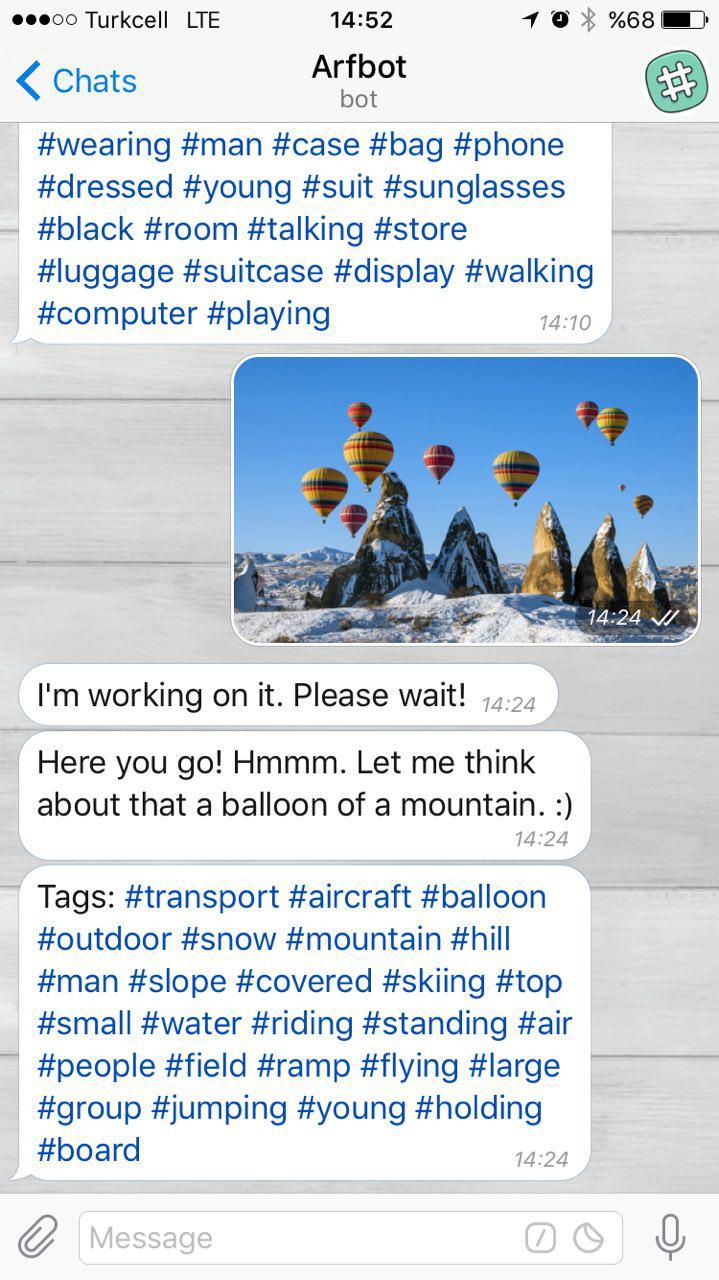 Turkcell LTE 14:52 %68
Chats
Arfbot
bot
#wearing #man #case #bag #phone
#dressed #young #suit #sunglasses
#black #room #talking #store
#luggage #suitcase #display #walking
#computer #playing
14:10
14:24
I'm working on it. Please wait! 14:24
Here you go! Hmmm. Let me think
about that a balloon of a mountain. :)
14:24
Tags: #transport #aircraft #balloon
#outdoor #snow #mountain #hill
#man #slope #covered #skiing #top
#small #water #riding #standing #air
#people #field #ramp #flying #large
#group #jumping #young #holding
#board
14:24
Message